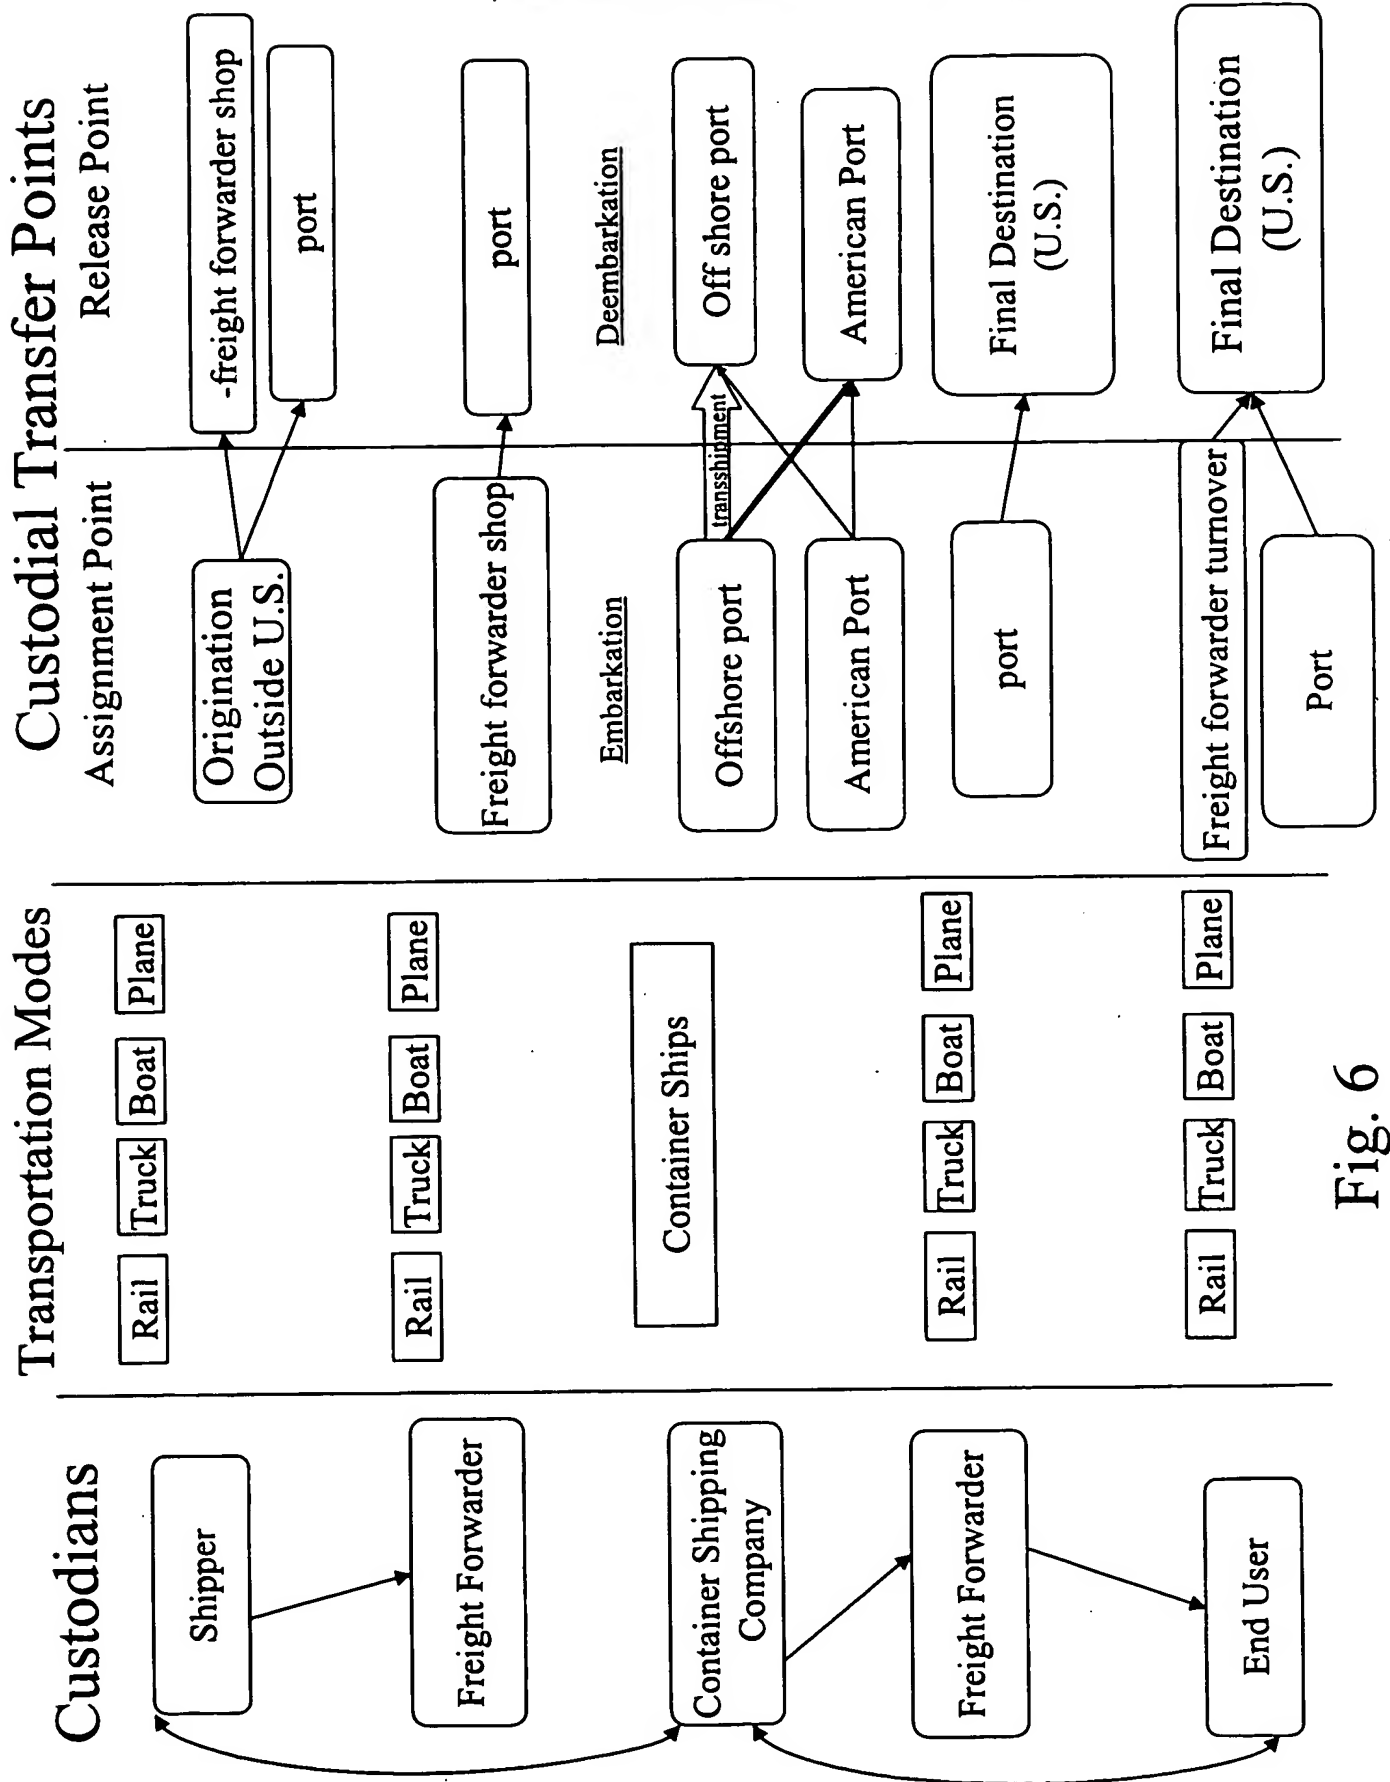 Custodians
Transportation Modes
Custodial Transfer Points
Assignment Point
Release Point
Shipper
Rail
Truck
Boat
Plane
Origination
Outside U.S.
-freight forwarder shop
port
Freight Forwarder
Rail
Truck
Boat
Plane
Freight forwarder shop
port
Embarkation
Deembarkation
Container Shipping
Company
Container Ships
Offshore port
transshipment
Off shore port
American Port
American Port
Freight Forwarder
Rail
Truck
Boat
Plane
port
Final Destination
(U.S.)
End User
Rail
Truck
Boat
Plane
Freight forwarder turnover
Port
Final Destination
(U.S.)
Fig. 6